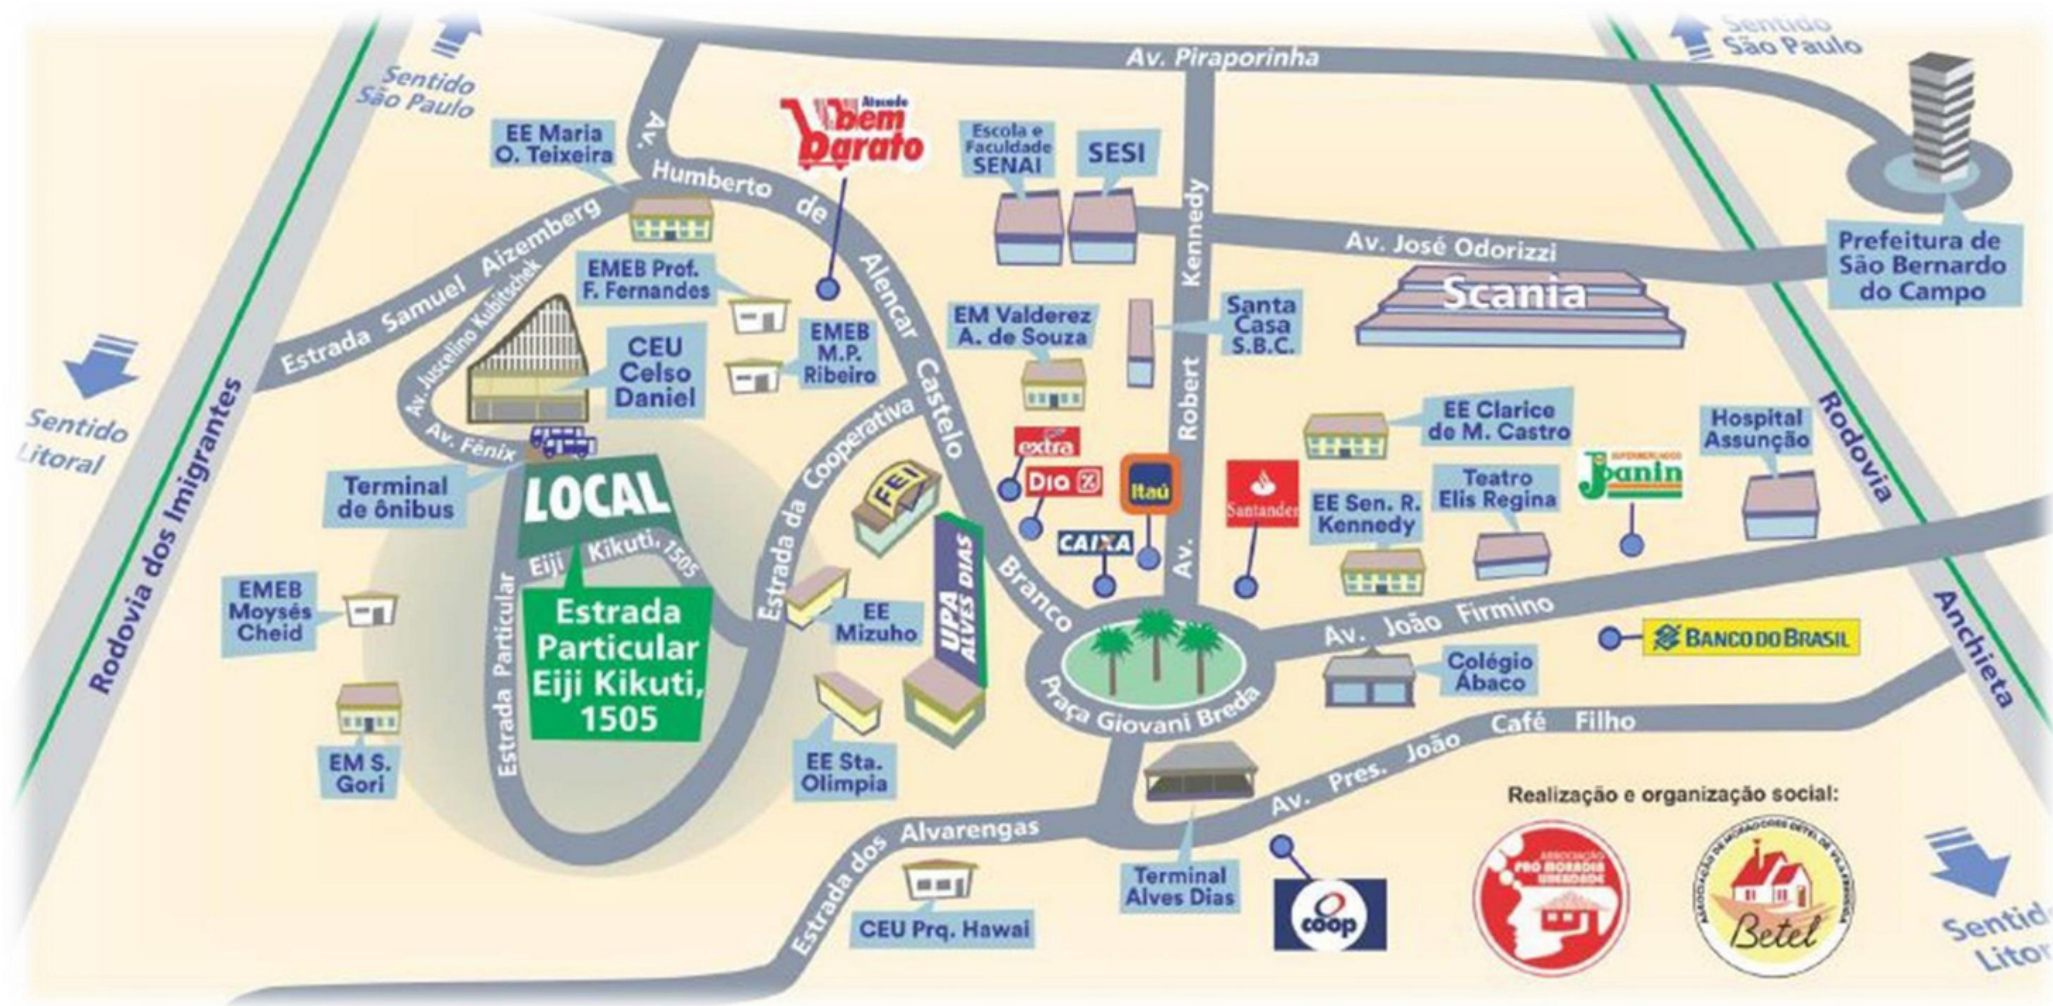 Sentido
São Paulo
Av. Piraporinha
Sentido
São Paulo
EE Maria
O. Teixeira
Av. Humberto de Alencar Castelo Branco
Atacado
bem
barato
Escola e
Faculdade
SENAI
SESI
Av. Robert Kennedy
Av. José Odorizzi
Scania
Prefeitura de
São Bernardo
do Campo
Estrada Samuel Aizemberg
Av. Juscelino Kubitschek
EMEB Prof.
F. Fernandes
EMEB
M.P.
Ribeiro
CEU
Celso
Daniel
EM Valderez
A. de Souza
Santa
Casa
S.B.C.
Sentido
Litoral
Rodovia dos Imigrantes
Av. Fênix
Terminal
de ônibus
LOCAL
Eiji Kikuti, 1505
Estrada
Particular
Eiji Kikuti,
1505
Estrada Particular
Estrada da Cooperativa
FEI
UPA
ALVES DIAS
EE
Mizuho
EE Sta.
Olimpia
EMEB
Moysés
Cheid
EM S.
Gori
extra
Dia %
Itaú
CAIXA
Santander
EE Clarice
de M. Castro
EE Sen. R.
Kennedy
Teatro
Elis Regina
SUPERMERCADOS
Joanin
Hospital
Assunção
Rodovia Anchieta
Av. João Firmino
BANCO DO BRASIL
Colégio
Ábaco
Praça Giovani Breda
Av. Pres. João Café Filho
Estrada dos Alvarengas
CEU Prq. Hawai
Terminal
Alves Dias
coop
Realização e organização social:
ASSOCIAÇÃO
PRO MORADIA
LIBERDADE
Betel
Sentid
Litor